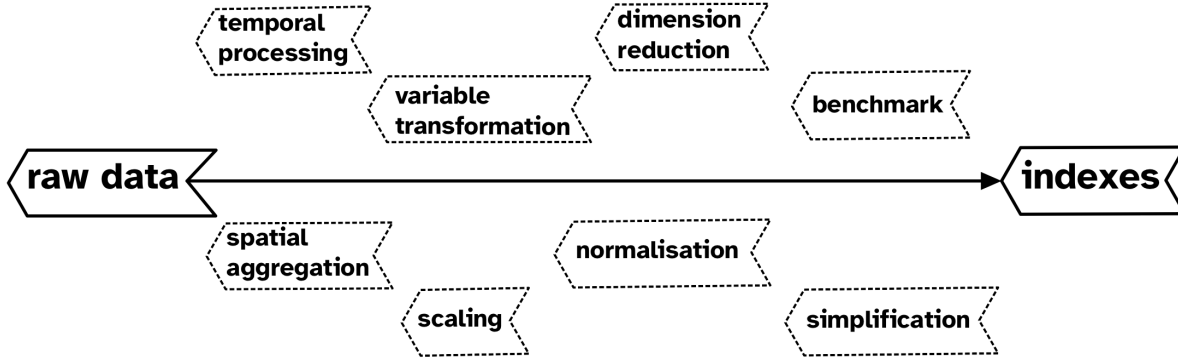 temporal
processing
dimension
reduction
variable
transformation
benchmark
raw data
indexes
spatial
aggregation
normalisation
scaling
simplification